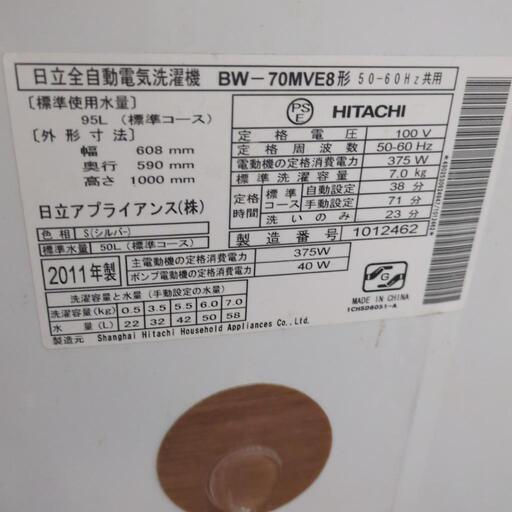 日立全自動電気洗濯機 BW-70MVE8形 50-60Hz共用
[標準使用水量]
95L (標準コース)
[外形寸法]
幅 608 mm
奥行 590 mm
高さ 1000 mm
日立アプライアンス(株)
色相 S(シルバー)
標準水量 50L (標準コース)
PSE HITACHI
定格電圧 100 V
定格周波数 50-60 Hz
電動機の定格消費電力 375 W
標準洗濯容量 7.0 kg
定格時間 標準コース 自動設定 38 分
手動設定 71 分
洗いのみ 23 分
製造番号 1012462
2011年製
主電動機の定格消費電力 375W
ポンプ電動機の定格消費電力 40 W
洗濯容量と水量 (手動設定の水量)
洗濯容量(kg) 0.5 3.5 5.5 6.0 7.0
水量(L) 22 32 42 50 58
製造元 Shanghai Hitachi Household Appliances Co.,Ltd.
G
MADE IN CHINA
1CHSD6051-A